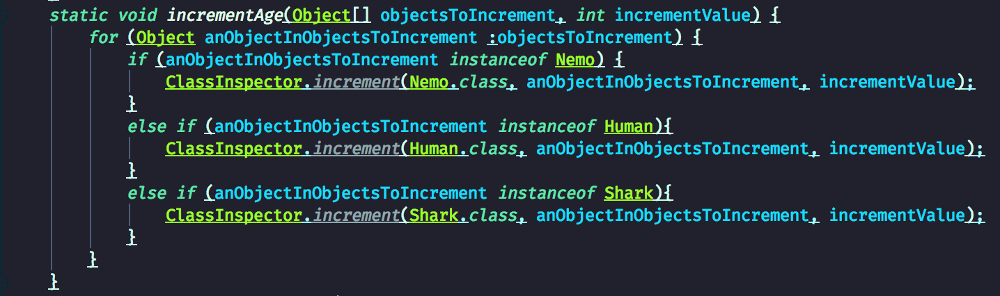 static void incrementAge(Object[] objectsToIncrement, int incrementValue) {
for (Object anObjectInObjectsToIncrement :objectsToIncrement) {
if (anObjectInObjectsToIncrement instanceof Nemo) {
ClassInspector.increment(Nemo.class, anObjectInObjectsToIncrement, incrementValue);
}
else if (anObjectInObjectsToIncrement instanceof Human){
ClassInspector.increment(Human.class, anObjectInObjectsToIncrement, incrementValue);
}
else if (anObjectInObjectsToIncrement instanceof Shark){
ClassInspector.increment(Shark.class, anObjectInObjectsToIncrement, incrementValue);
}
}
}